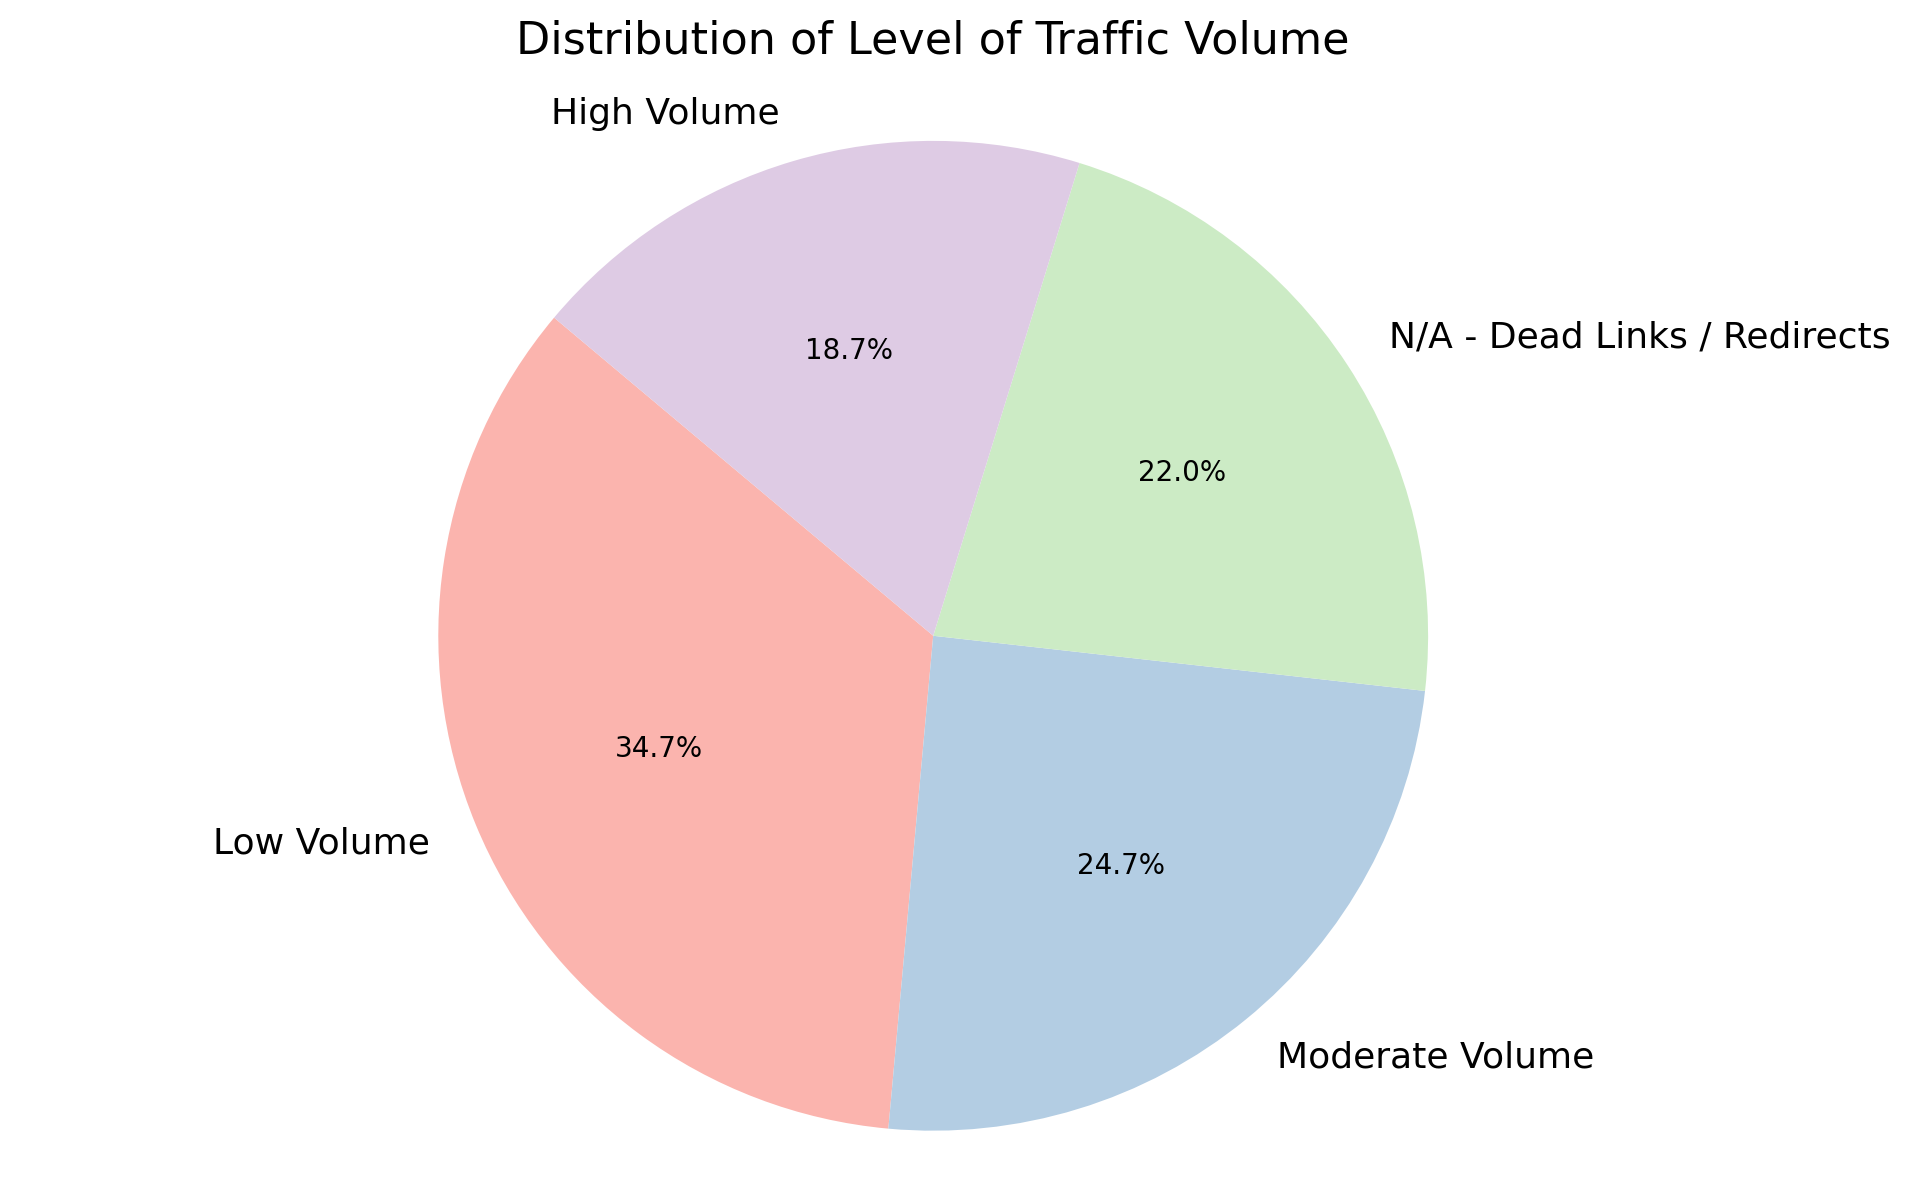 Distribution of Level of Traffic Volume
High Volume
N/A - Dead Links / Redirects
18.7%
22.0%
34.7%
Low Volume
24.7%
Moderate Volume